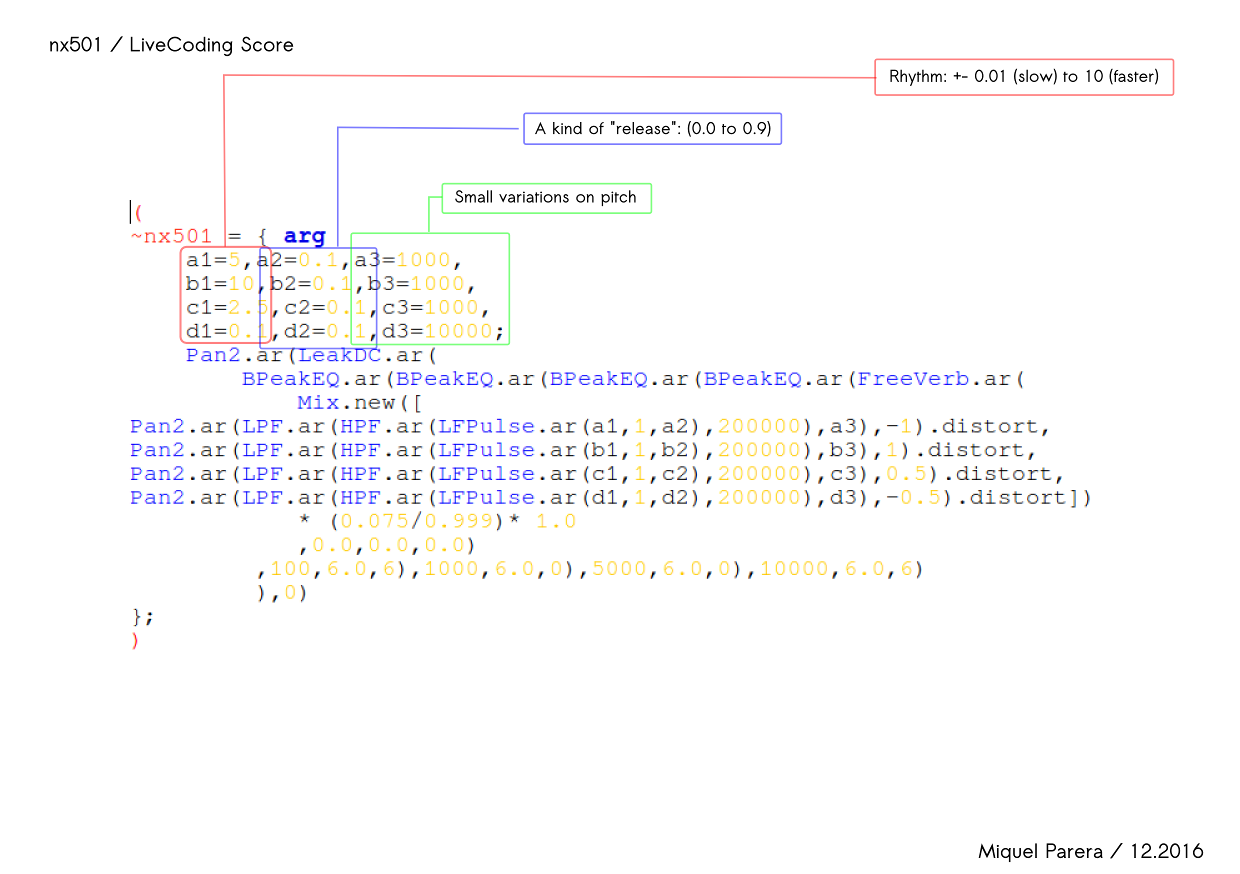 nx501 / LiveCoding Score
Rhythm: +- 0.01 (slow) to 10 (faster)
A kind of "release": (0.0 to 0.9)
Small variations on pitch
(
~nx501 = { arg
a1=5,a2=0.1,a3=1000,
b1=10,b2=0.1,b3=1000,
c1=2.5,c2=0.1,c3=1000,
d1=0.1,d2=0.1,d3=10000;
Pan2.ar(LeakDC.ar(
BPeakEQ.ar(BPeakEQ.ar(BPeakEQ.ar(BPeakEQ.ar(FreeVerb.ar(
Mix.new([
Pan2.ar(LPF.ar(HPF.ar(LFPulse.ar(a1,1,a2),200000),a3),-1).distort,
Pan2.ar(LPF.ar(HPF.ar(LFPulse.ar(b1,1,b2),200000),b3),1).distort,
Pan2.ar(LPF.ar(HPF.ar(LFPulse.ar(c1,1,c2),200000),c3),0.5).distort,
Pan2.ar(LPF.ar(HPF.ar(LFPulse.ar(d1,1,d2),200000),d3),-0.5).distort])
* (0.075/0.999)* 1.0
,0.0,0.0,0.0)
,100,6.0,6),1000,6.0,0),5000,6.0,0),10000,6.0,6)
),0)
};
)
Miquel Parera / 12.2016